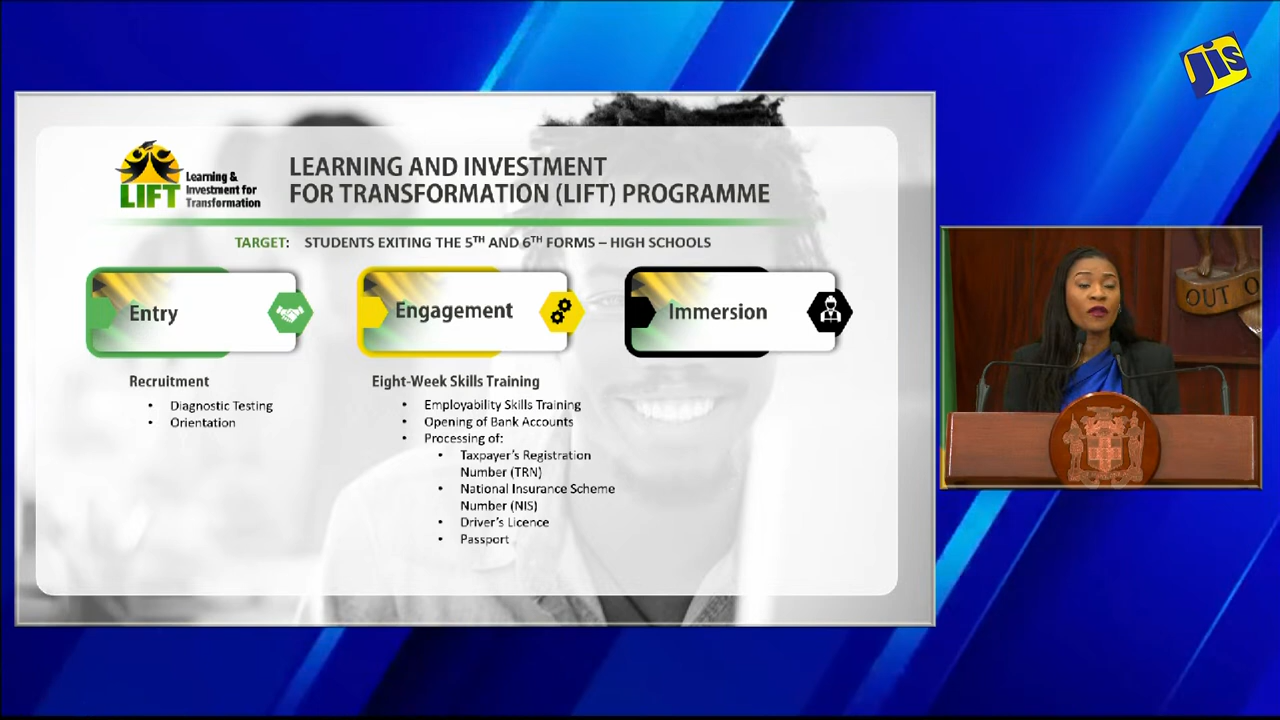 Jis
LIFT
Learning &
Investment for
Transformation
LEARNING AND INVESTMENT
FOR TRANSFORMATION (LIFT) PROGRAMME
TARGET: STUDENTS EXITING THE 5TH AND 6TH FORMS – HIGH SCHOOLS
Entry
Recruitment
• Diagnostic Testing
• Orientation
Engagement
Eight-Week Skills Training
• Employability Skills Training
• Opening of Bank Accounts
• Processing of:
• Taxpayer's Registration
Number (TRN)
• National Insurance Scheme
Number (NIS)
• Driver's Licence
• Passport
Immersion
OUT O